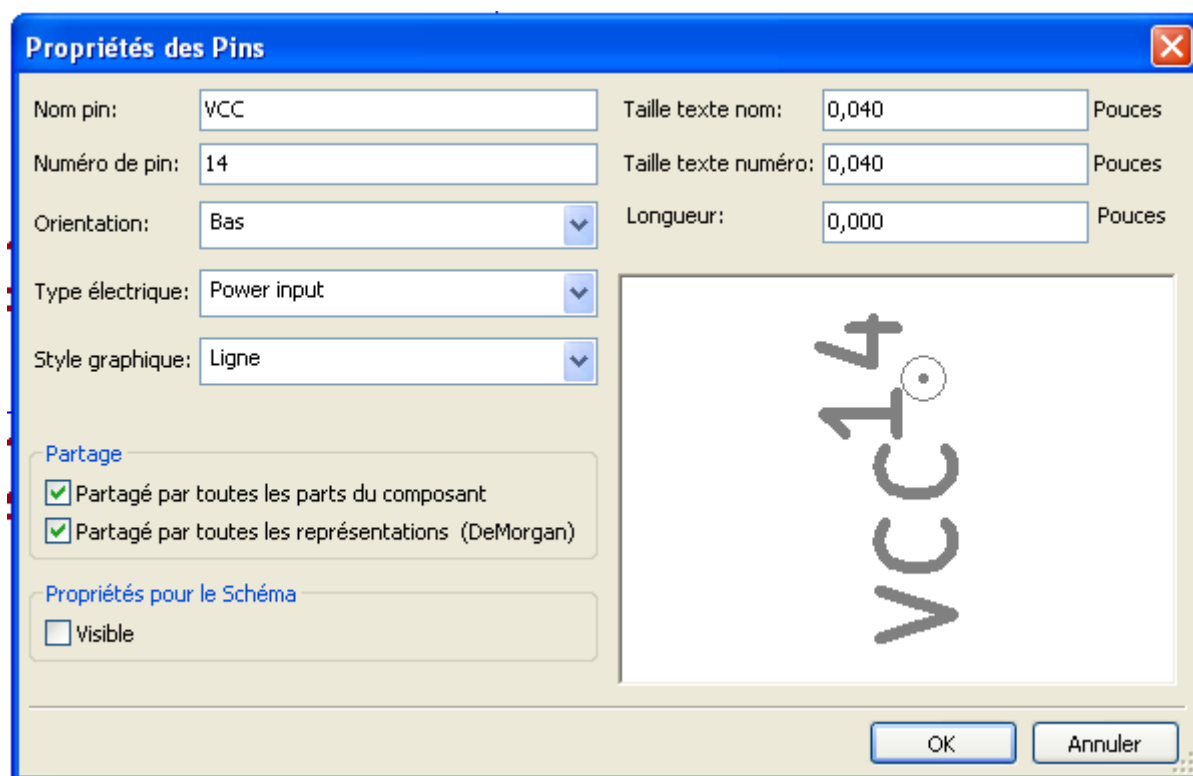 Propriétés des Pins
Nom pin: VCC Taille texte nom: 0,040 Pouces
Numéro de pin: 14 Taille texte numéro: 0,040 Pouces
Orientation: Bas Longueur: 0,000 Pouces
Type électrique: Power input
Style graphique: Ligne
Partage
Partagé par toutes les parts du composant
Partagé par toutes les représentations (DeMorgan)
Propriétés pour le Schéma
Visible
VCC
14
OK Annuler